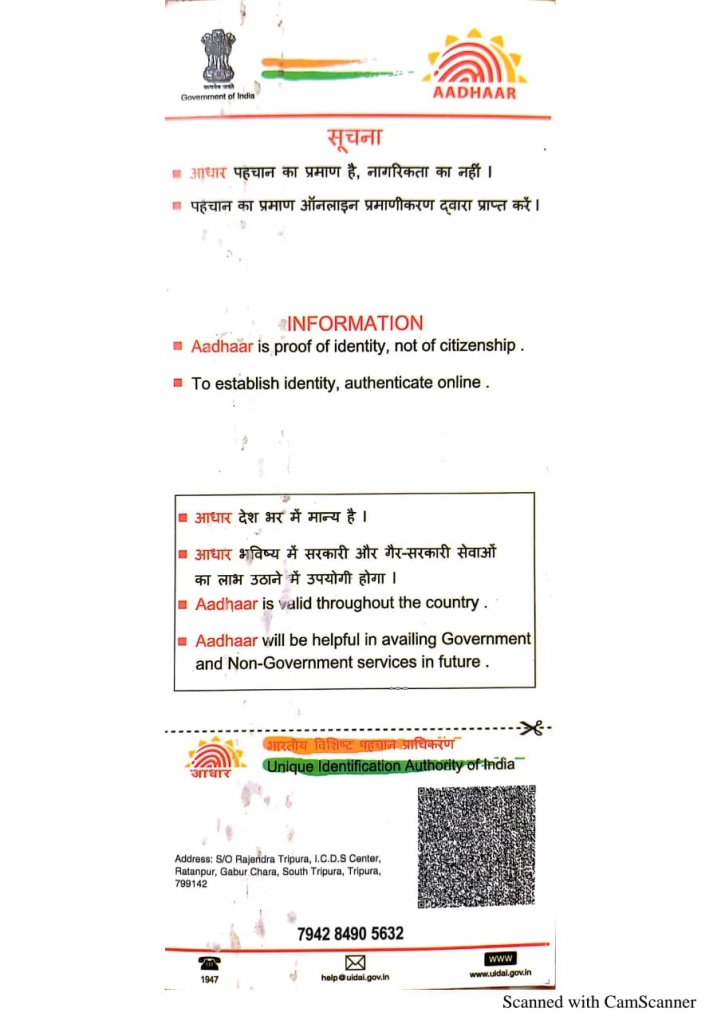 सत्यमेव जयते
Government of India
AADHAAR
सूचना
आधार पहचान का प्रमाण है, नागरिकता का नहीं ।
पहचान का प्रमाण ऑनलाइन प्रमाणीकरण द्वारा प्राप्त करें ।
INFORMATION
Aadhaar is proof of identity, not of citizenship .
To establish identity, authenticate online .
आधार देश भर में मान्य है ।
आधार भविष्य में सरकारी और गैर-सरकारी सेवाओं
का लाभ उठाने में उपयोगी होगा ।
Aadhaar is valid throughout the country .
Aadhaar will be helpful in availing Government
and Non-Government services in future .
भारतीय विशिष्ट पहचान प्राधिकरण
Unique Identification Authority of India
आधार
Address: S/O Rajendra Tripura, I.C.D.S Center,
Ratanpur, Gabur Chara, South Tripura, Tripura,
799142
7942 8490 5632
1947
help@uidai.gov.in
www
www.uidai.gov.in
Scanned with CamScanner